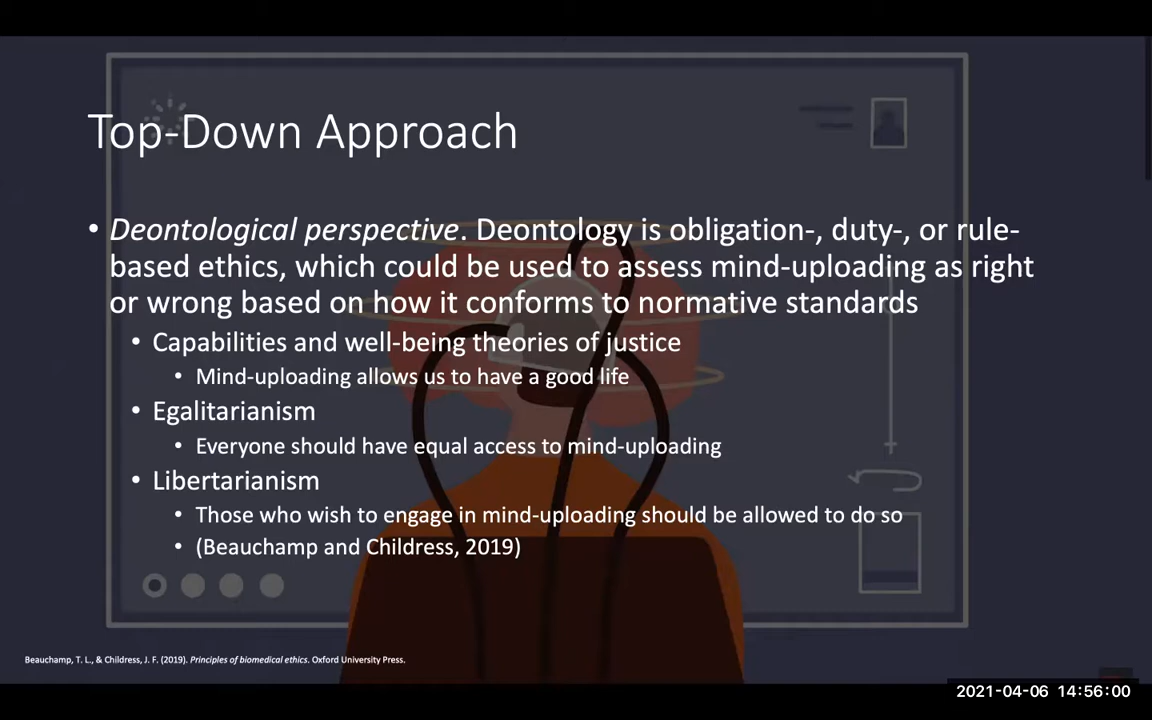 Top-Down Approach
• Deontological perspective. Deontology is obligation-, duty-, or rule-
based ethics, which could be used to assess mind-uploading as right
or wrong based on how it conforms to normative standards
• Capabilities and well-being theories of justice
• Mind-uploading allows us to have a good life
• Egalitarianism
• Everyone should have equal access to mind-uploading
• Libertarianism
• Those who wish to engage in mind-uploading should be allowed to do so
• (Beauchamp and Childress, 2019)
Beauchamp, T. L., & Childress, J. F. (2019). Principles of biomedical ethics. Oxford University Press.
2021-04-06 14:56:00